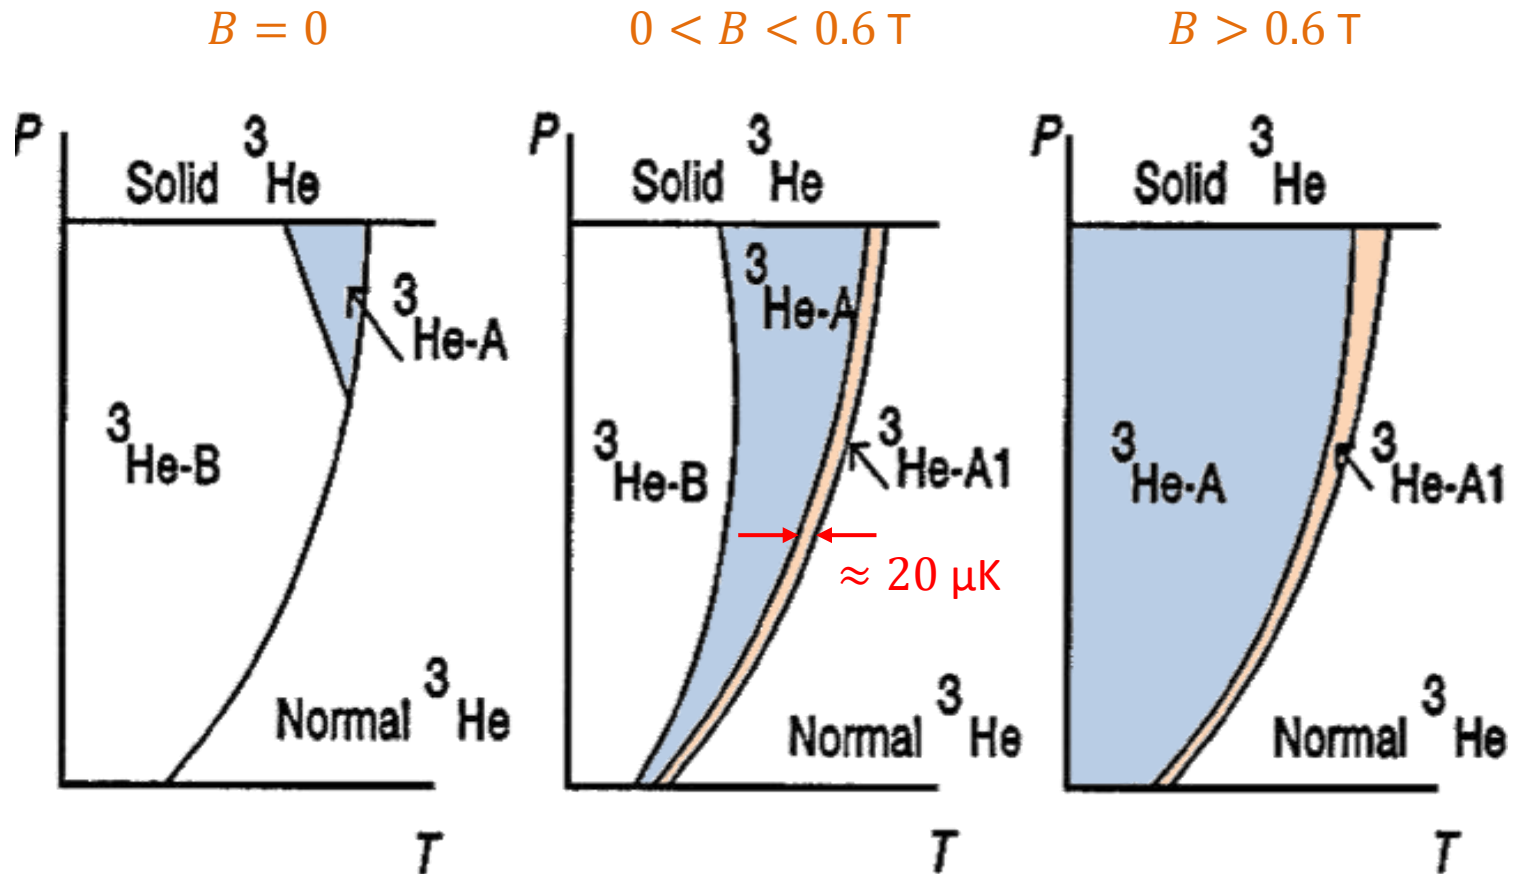 B = 0
0 < B < 0.6 T
B > 0.6 T
P
Solid ³He
³He-A
³He-B
Normal ³He
T
P
Solid ³He
³He-A
³He-B
³He-A1
≈ 20 μK
Normal ³He
T
P
Solid ³He
³He-A
³He-A1
Normal ³He
T